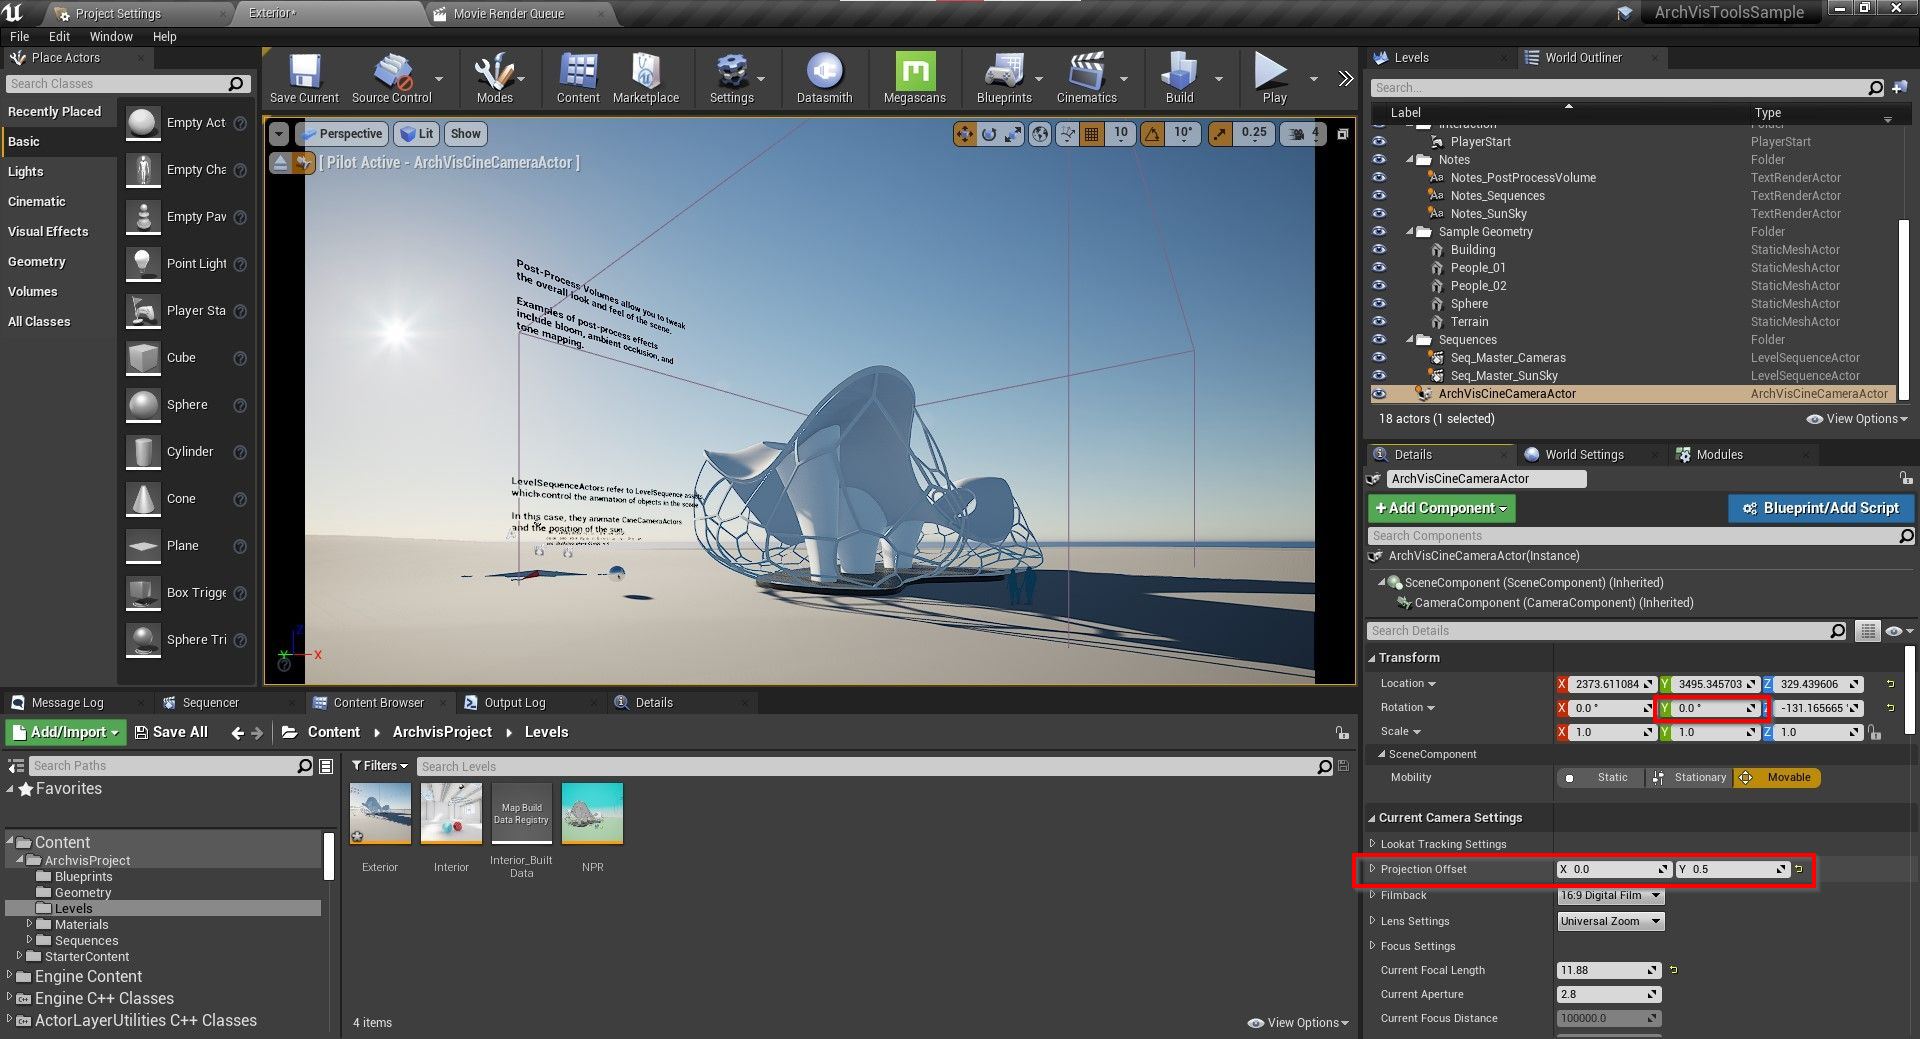 Project Settings
Exterior*
Movie Render Queue
ArchVisToolsSample
File Edit Window Help
Place Actors
Search Classes
Recently Placed
Basic
Lights
Cinematic
Visual Effects
Geometry
Volumes
All Classes
Empty Act
Empty Cha
Empty Pav
Point Light
Player Sta
Cube
Sphere
Cylinder
Cone
Plane
Box Trigge
Sphere Tri
Save Current
Source Control
Modes
Content
Marketplace
Settings
Datasmith
Megascans
Blueprints
Cinematics
Build
Play
Perspective
Lit
Show
10
10°
0.25
4
[ Pilot Active - ArchVisCineCameraActor ]
Post-Process Volumes allow you to tweak
the overall look and feel of the scene.
Examples of post-process effects
include bloom, ambient occlusion, and
tone mapping.
LevelSequenceActors refer to LevelSequence assets
which control the animation of objects in the scene
In this case, they animate CineCameraActors
and the position of the sun.
Z
Y
X
Levels
World Outliner
Search...
Label
Type
Interaction Folder
PlayerStart PlayerStart
Notes Folder
Notes_PostProcessVolume TextRenderActor
Notes_Sequences TextRenderActor
Notes_SunSky TextRenderActor
Sample Geometry Folder
Building StaticMeshActor
People_01 StaticMeshActor
People_02 StaticMeshActor
Sphere StaticMeshActor
Terrain StaticMeshActor
Sequences Folder
Seq_Master_Cameras LevelSequenceActor
Seq_Master_SunSky LevelSequenceActor
ArchVisCineCameraActor ArchVisCineCameraActor
18 actors (1 selected)
View Options
Details
World Settings
Modules
ArchVisCineCameraActor
+Add Component
Blueprint/Add Script
Search Components
ArchVisCineCameraActor(Instance)
SceneComponent (SceneComponent) (Inherited)
CameraComponent (CameraComponent) (Inherited)
Search Details
Transform
Location X 2373.611084 Y 3495.345703 Z 329.439606
Rotation X 0.0 ° Y 0.0 ° Z -131.165665 °
Scale X 1.0 Y 1.0 Z 1.0
SceneComponent
Mobility Static Stationary Movable
Current Camera Settings
Lookat Tracking Settings
Projection Offset X 0.0 Y 0.5
Filmback 16:9 Digital Film
Lens Settings Universal Zoom
Focus Settings
Current Focal Length 11.88
Current Aperture 2.8
Current Focus Distance 100000.0
Message Log
Sequencer
Content Browser
Output Log
Details
Add/Import
Save All
Content
ArchvisProject
Levels
Search Paths
Filters
Search Levels
Favorites
Content
ArchvisProject
Blueprints
Geometry
Levels
Materials
Sequences
StarterContent
Engine Content
Engine C++ Classes
ActorLayerUtilities C++ Classes
Map Build
Data Registry
Exterior
Interior
Interior_Built
Data
NPR
4 items
View Options